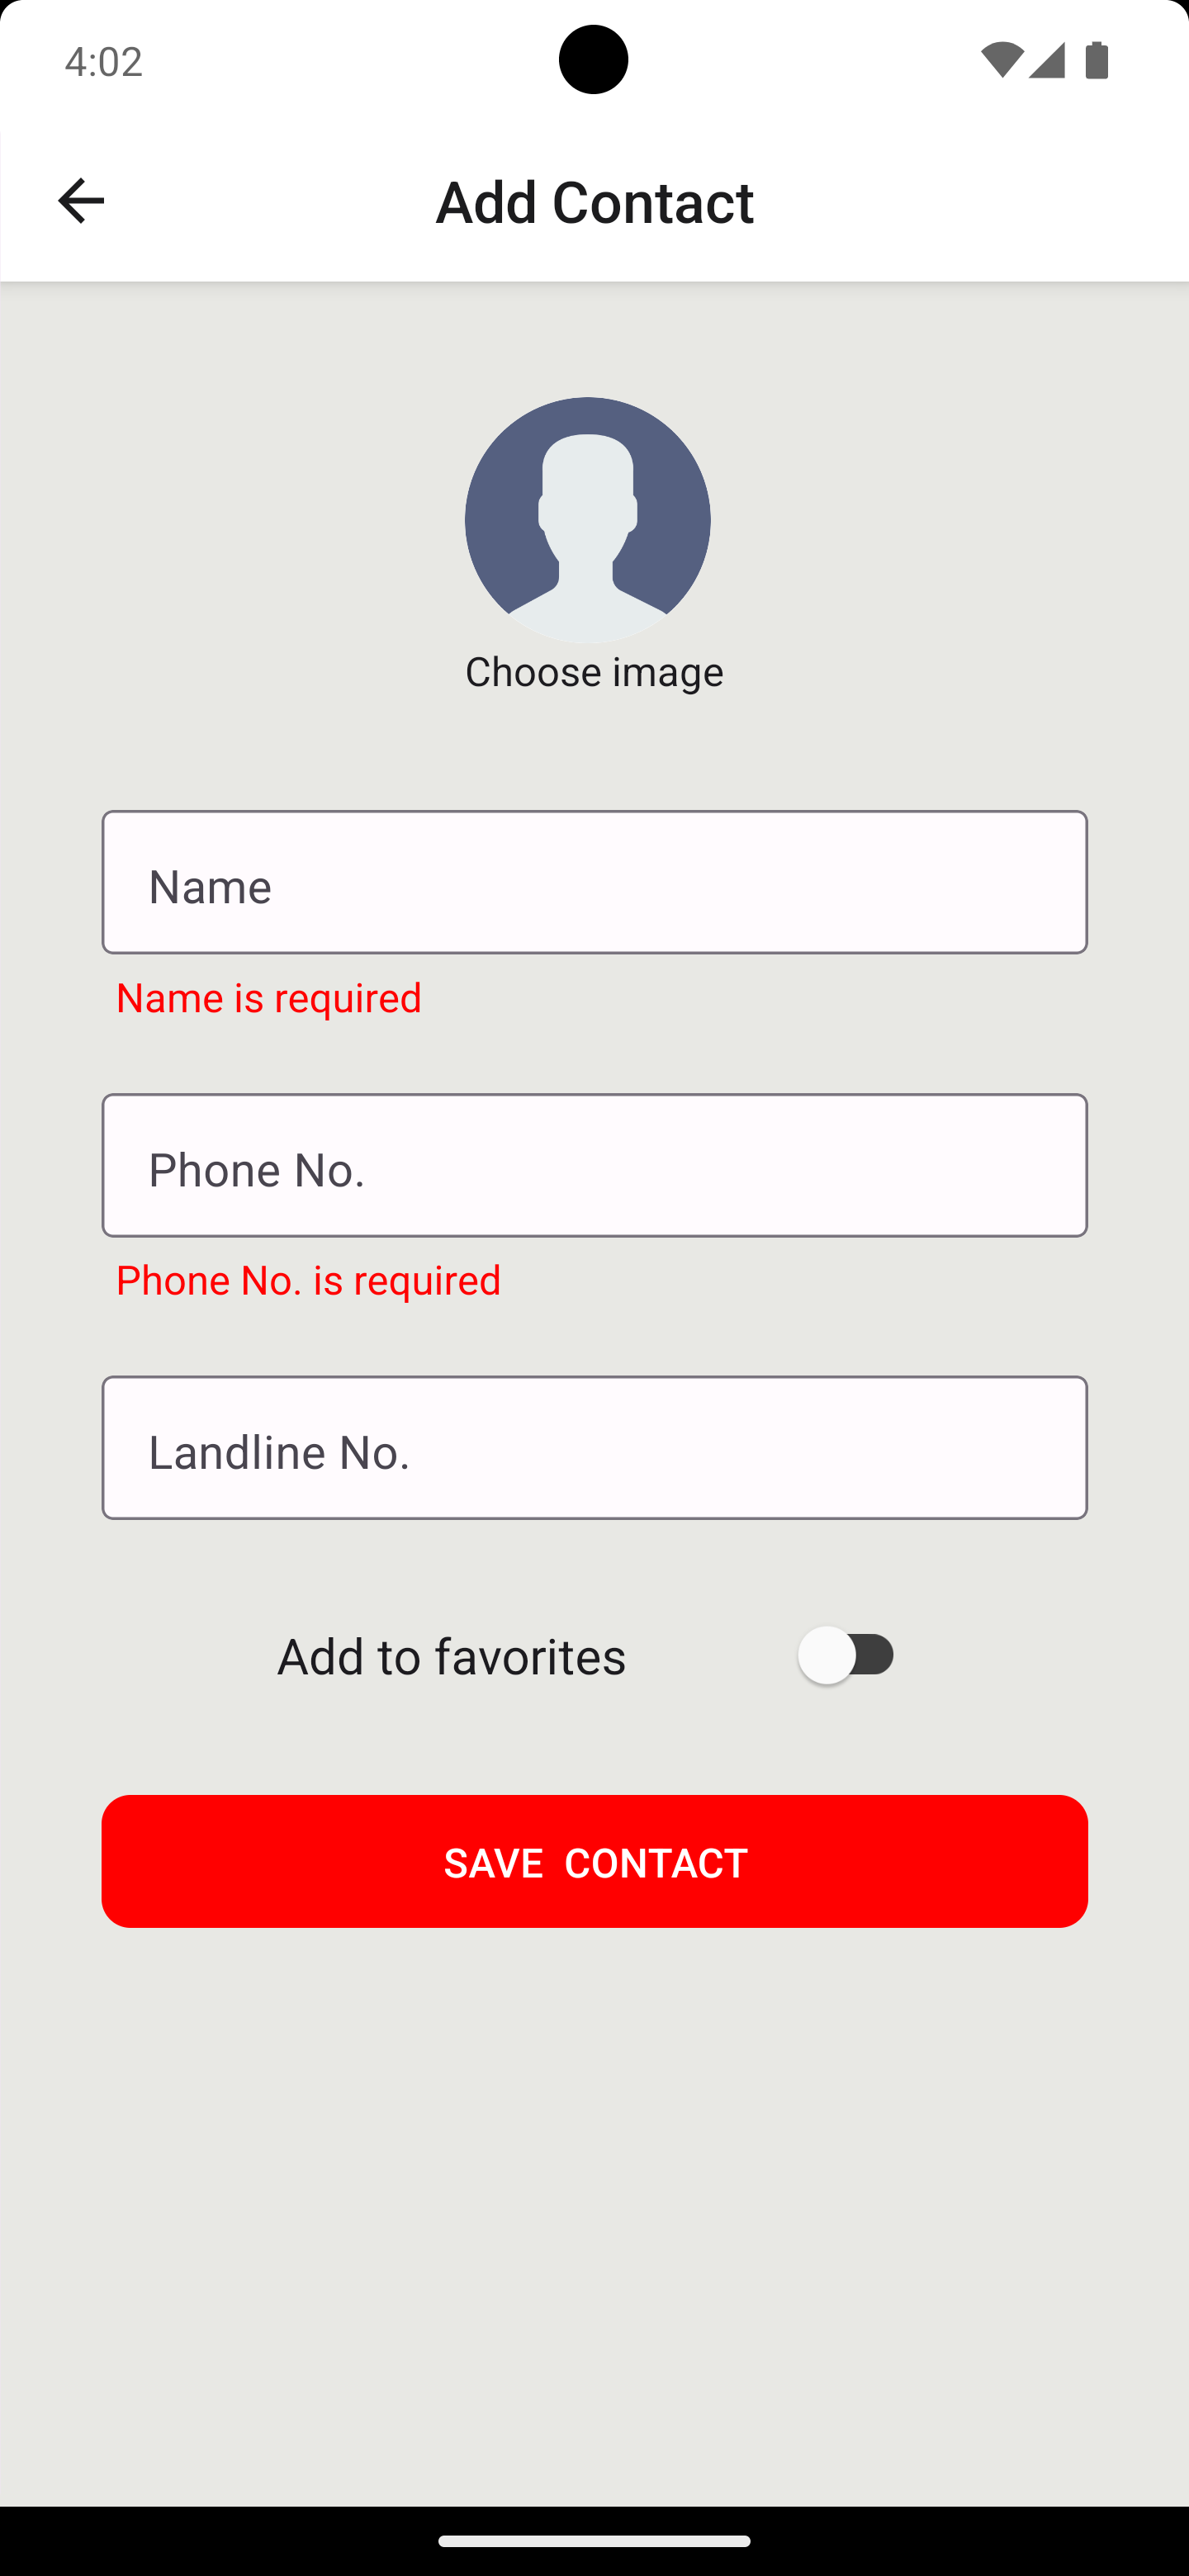 4:02
Add Contact
Choose image
Name
Name is required
Phone No.
Phone No. is required
Landline No.
Add to favorites
SAVE CONTACT